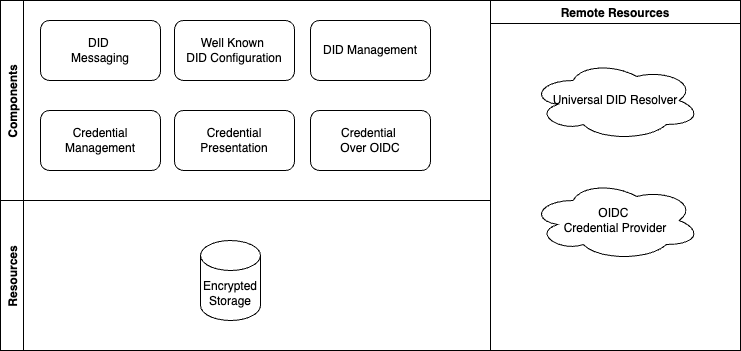 Remote Resources
Components
DID
Messaging
Well Known
DID Configuration
DID Management
Credential
Management
Credential
Presentation
Credential
Over OIDC
Universal DID Resolver
OIDC
Credential Provider
Resources
Encrypted
Storage